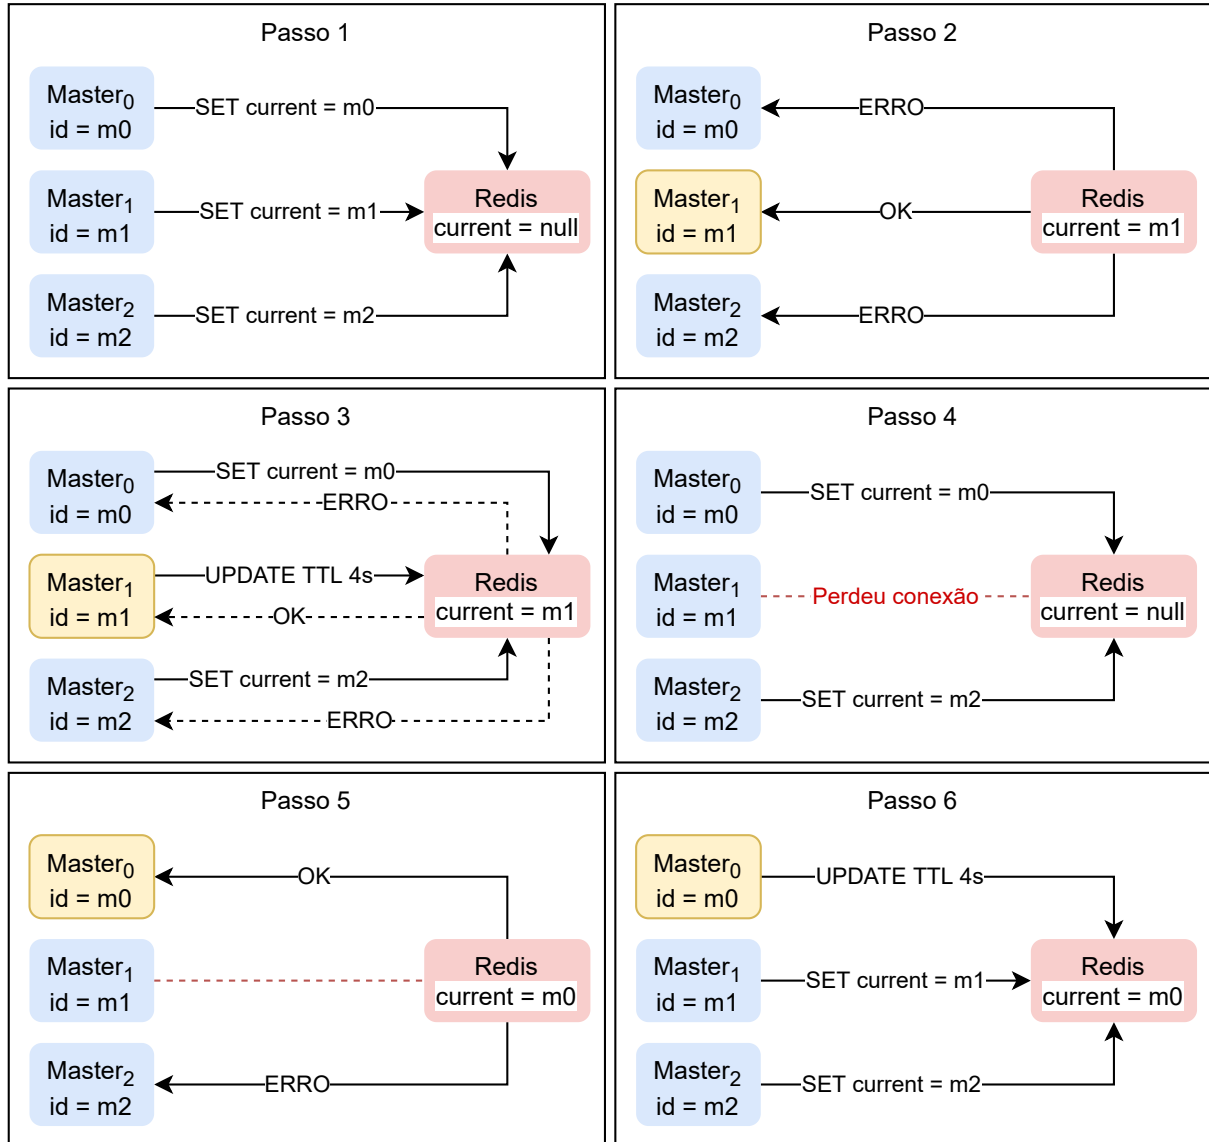 Passo 1
Master0
id = m0
SET current = m0
Master1
id = m1
SET current = m1
Redis
current = null
Master2
id = m2
SET current = m2
Passo 2
Master0
id = m0
ERRO
Master1
id = m1
OK
Redis
current = m1
Master2
id = m2
ERRO
Passo 3
Master0
id = m0
SET current = m0
ERRO
Master1
id = m1
UPDATE TTL 4s
OK
Redis
current = m1
Master2
id = m2
SET current = m2
ERRO
Passo 4
Master0
id = m0
SET current = m0
Master1
id = m1
Perdeu conexão
Redis
current = null
Master2
id = m2
SET current = m2
Passo 5
Master0
id = m0
OK
Master1
id = m1
Redis
current = m0
Master2
id = m2
ERRO
Passo 6
Master0
id = m0
UPDATE TTL 4s
Master1
id = m1
SET current = m1
Redis
current = m0
Master2
id = m2
SET current = m2